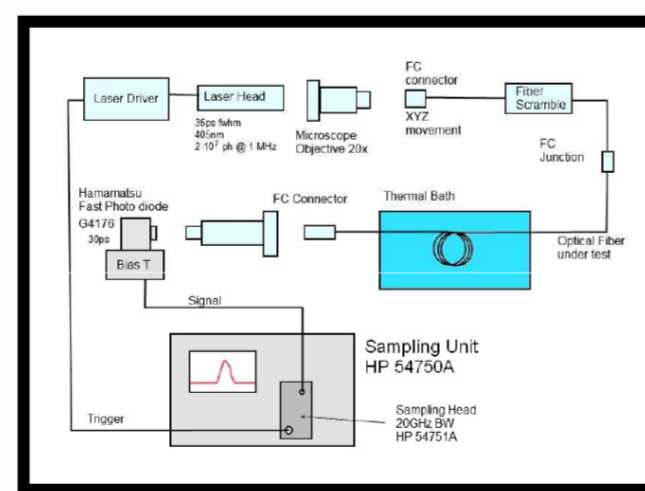 Laser Driver
Laser Head
35ps fwhm
405nm
2·10⁷ ph @ 1 MHz
Microscope
Objective 20x
FC
connector
XYZ
movement
Fiber
Scramble
FC
Junction
Hamamatsu
Fast Photo diode
G4176
30ps
Bias T
FC Connector
Thermal Bath
Optical Fiber
under test
Signal
Sampling Unit
HP 54750A
Trigger
Sampling Head
20GHz BW
HP 54751A